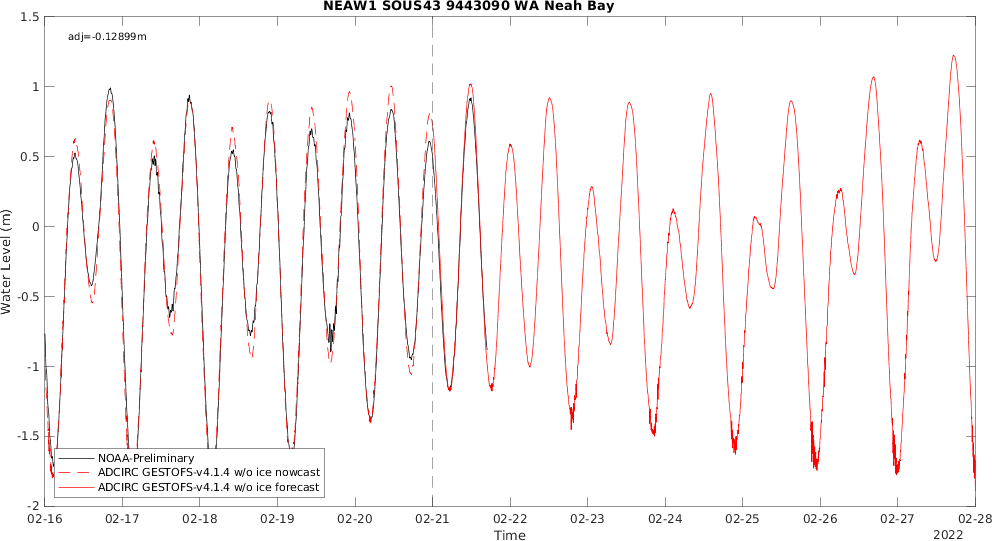 NEAW1 SOUS43 9443090 WA Neah Bay
adj=-0.12899m
Water Level (m)
1.5
1
0.5
0
-0.5
-1
-1.5
-2
NOAA-Preliminary
ADCIRC GESTOFS-v4.1.4 w/o ice nowcast
ADCIRC GESTOFS-v4.1.4 w/o ice forecast
02-16 02-17 02-18 02-19 02-20 02-21 02-22 02-23 02-24 02-25 02-26 02-27 02-28
Time
2022